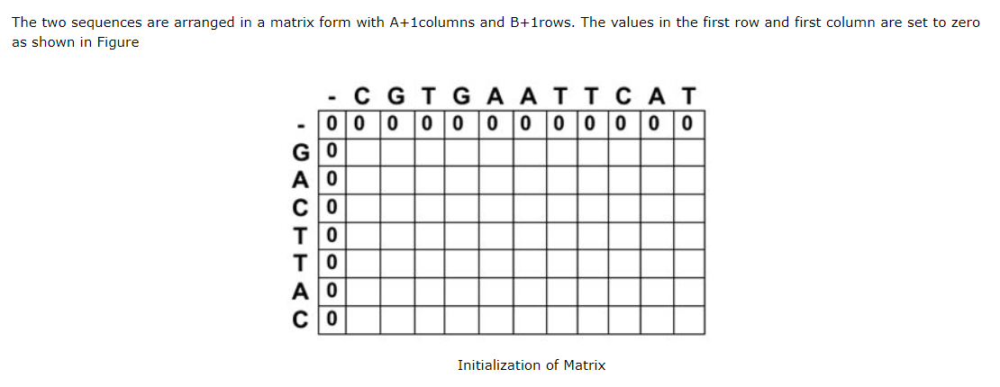 The two sequences are arranged in a matrix form with A+1columns and B+1rows. The values in the first row and first column are set to zero
as shown in Figure
- C G T G A A T T C A T
- 0 0 0 0 0 0 0 0 0 0 0 0
G 0
A 0
C 0
T 0
T 0
A 0
C 0
Initialization of Matrix